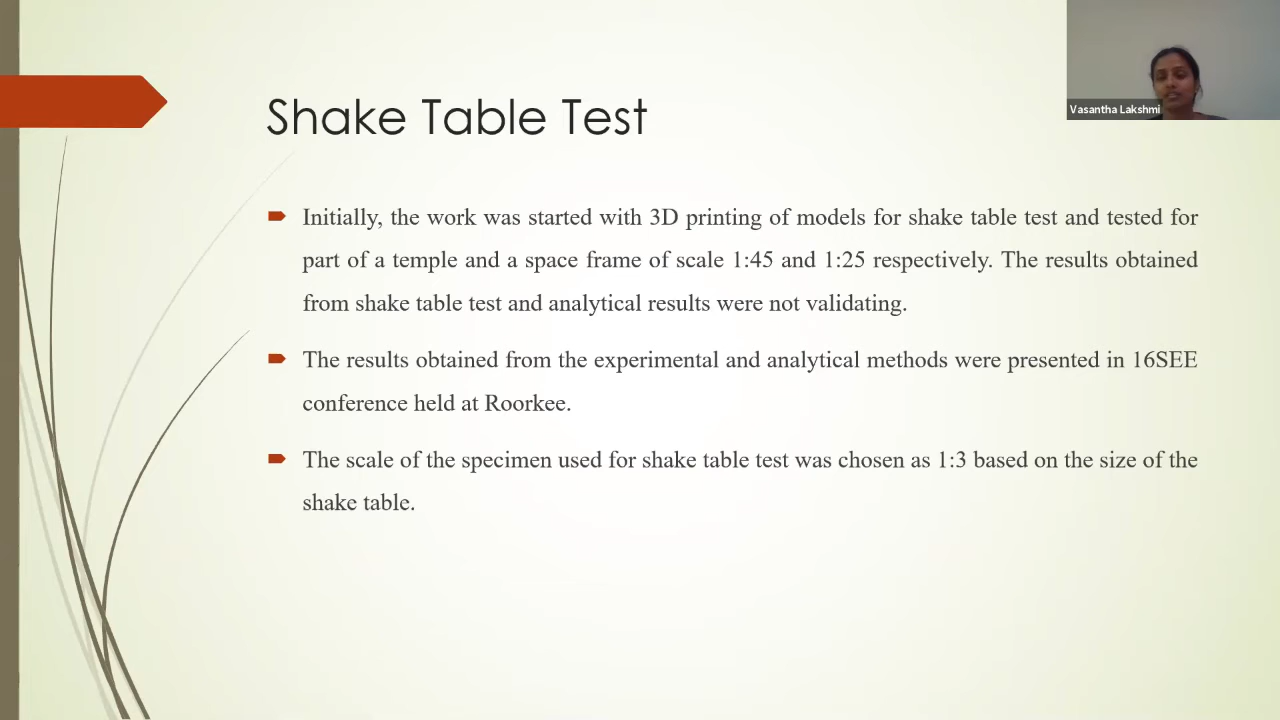 Vasantha Lakshmi
Shake Table Test
Initially, the work was started with 3D printing of models for shake table test and tested for
part of a temple and a space frame of scale 1:45 and 1:25 respectively. The results obtained
from shake table test and analytical results were not validating.
The results obtained from the experimental and analytical methods were presented in 16SEE
conference held at Roorkee.
The scale of the specimen used for shake table test was chosen as 1:3 based on the size of the
shake table.